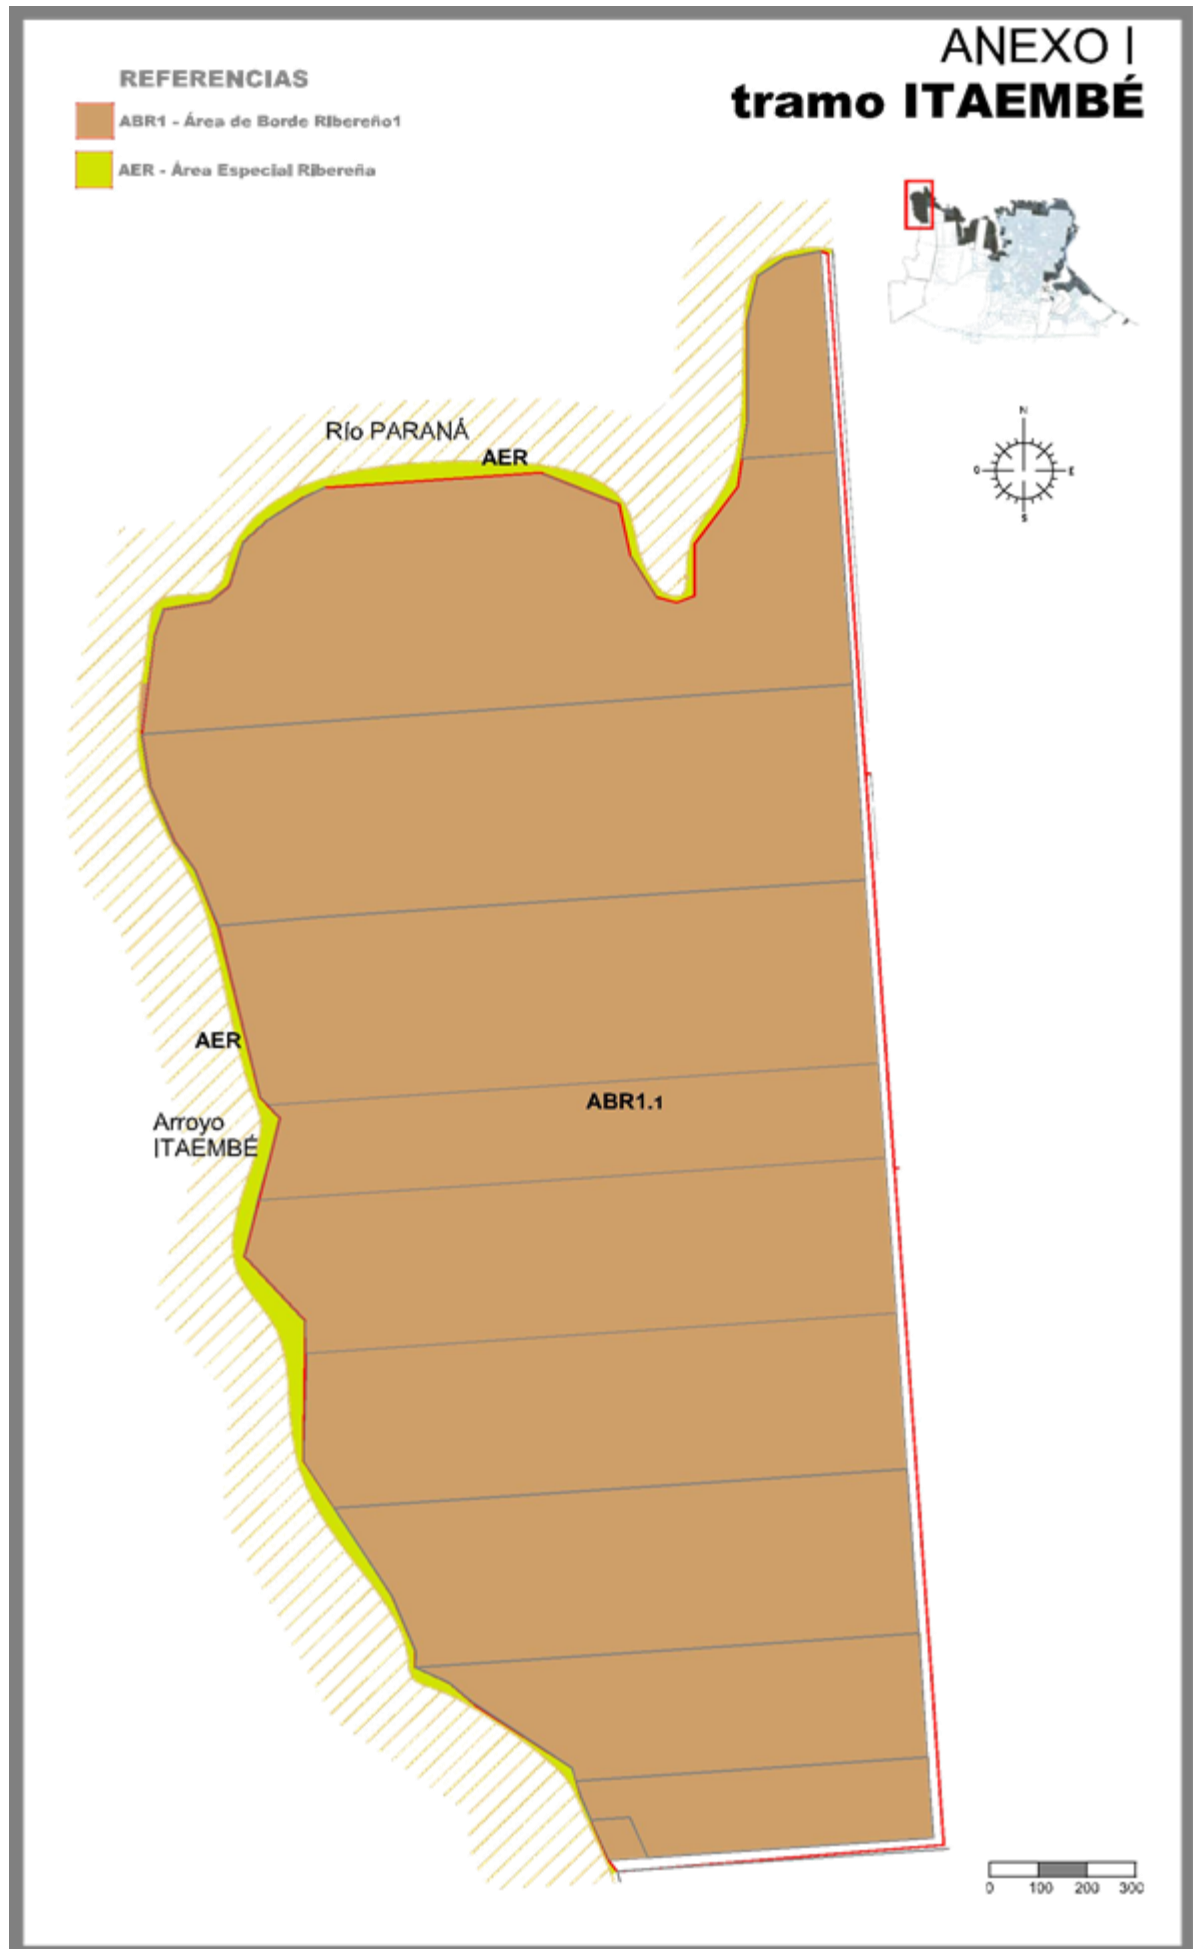 ANEXO I
tramo ITAEMBÉ
REFERENCIAS
ABR1 - Área de Borde Ribereño1
AER - Área Especial Ribereña
N
O
E
S
Río PARANÁ
AER
AER
ABR1.1
Arroyo
ITAEMBÉ
0 100 200 300